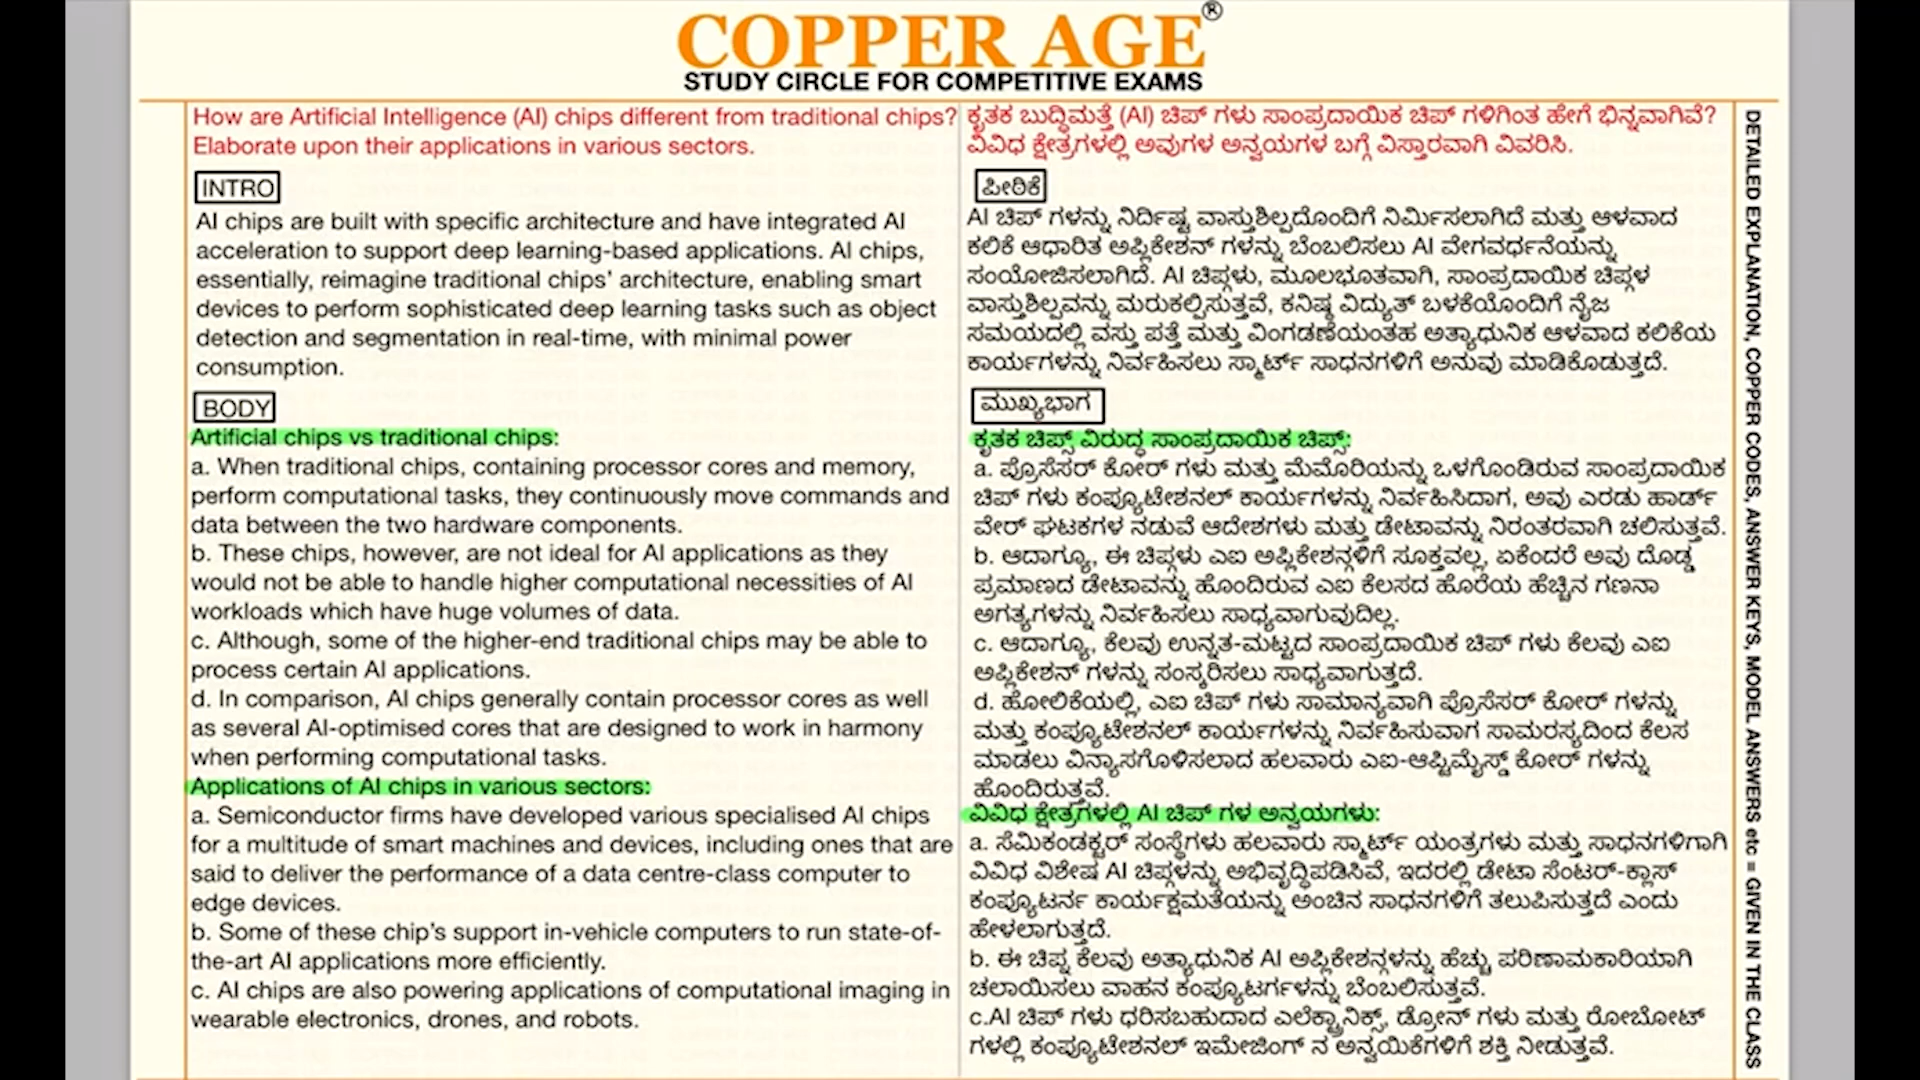 COPPER AGE®
STUDY CIRCLE FOR COMPETITIVE EXAMS
How are Artificial Intelligence (AI) chips different from traditional chips?
Elaborate upon their applications in various sectors.
INTRO
AI chips are built with specific architecture and have integrated AI
acceleration to support deep learning-based applications. AI chips,
essentially, reimagine traditional chips’ architecture, enabling smart
devices to perform sophisticated deep learning tasks such as object
detection and segmentation in real-time, with minimal power
consumption.
BODY
Artificial chips vs traditional chips:
a. When traditional chips, containing processor cores and memory,
perform computational tasks, they continuously move commands and
data between the two hardware components.
b. These chips, however, are not ideal for AI applications as they
would not be able to handle higher computational necessities of AI
workloads which have huge volumes of data.
c. Although, some of the higher-end traditional chips may be able to
process certain AI applications.
d. In comparison, AI chips generally contain processor cores as well
as several AI-optimised cores that are designed to work in harmony
when performing computational tasks.
Applications of AI chips in various sectors:
a. Semiconductor firms have developed various specialised AI chips
for a multitude of smart machines and devices, including ones that are
said to deliver the performance of a data centre-class computer to
edge devices.
b. Some of these chip’s support in-vehicle computers to run state-of-
the-art AI applications more efficiently.
c. AI chips are also powering applications of computational imaging in
wearable electronics, drones, and robots.
ಕೃತಕ ಬುದ್ಧಿಮತ್ತೆ (AI) ಚಿಪ್ ಗಳು ಸಾಂಪ್ರದಾಯಿಕ ಚಿಪ್ ಗಳಿಗಿಂತ ಹೇಗೆ ಭಿನ್ನವಾಗಿವೆ?
ವಿವಿಧ ಕ್ಷೇತ್ರಗಳಲ್ಲಿ ಅವುಗಳ ಅನ್ವಯಗಳ ಬಗ್ಗೆ ವಿಸ್ತಾರವಾಗಿ ವಿವರಿಸಿ.
ಪೀಠಿಕೆ
AI ಚಿಪ್ ಗಳನ್ನು ನಿರ್ದಿಷ್ಟ ವಾಸ್ತುಶಿಲ್ಪದೊಂದಿಗೆ ನಿರ್ಮಿಸಲಾಗಿದೆ ಮತ್ತು ಆಳವಾದ
ಕಲಿಕೆ ಆಧಾರಿತ ಅಪ್ಲಿಕೇಶನ್ ಗಳನ್ನು ಬೆಂಬಲಿಸಲು AI ವೇಗವರ್ಧನೆಯನ್ನು
ಸಂಯೋಜಿಸಲಾಗಿದೆ. AI ಚಿಪ್ಗಳು, ಮೂಲಭೂತವಾಗಿ, ಸಾಂಪ್ರದಾಯಿಕ ಚಿಪ್ಗಳ
ವಾಸ್ತುಶಿಲ್ಪವನ್ನು ಮರುಕಲ್ಪಿಸುತ್ತವೆ, ಕನಿಷ್ಠ ವಿದ್ಯುತ್ ಬಳಕೆಯೊಂದಿಗೆ ನೈಜ
ಸಮಯದಲ್ಲಿ ವಸ್ತು ಪತ್ತೆ ಮತ್ತು ವಿಂಗಡಣೆಯಂತಹ ಅತ್ಯಾಧುನಿಕ ಆಳವಾದ ಕಲಿಕೆಯ
ಕಾರ್ಯಗಳನ್ನು ನಿರ್ವಹಿಸಲು ಸ್ಮಾರ್ಟ್ ಸಾಧನಗಳಿಗೆ ಅನುವು ಮಾಡಿಕೊಡುತ್ತದೆ.
ಮುಖ್ಯಭಾಗ
ಕೃತಕ ಚಿಪ್ಸ್ ವಿರುದ್ಧ ಸಾಂಪ್ರದಾಯಿಕ ಚಿಪ್ಸ್:
a. ಪ್ರೊಸೆಸರ್ ಕೋರ್ ಗಳು ಮತ್ತು ಮೆಮೊರಿಯನ್ನು ಒಳಗೊಂಡಿರುವ ಸಾಂಪ್ರದಾಯಿಕ
ಚಿಪ್ ಗಳು ಕಂಪ್ಯೂಟೇಶನಲ್ ಕಾರ್ಯಗಳನ್ನು ನಿರ್ವಹಿಸಿದಾಗ, ಅವು ಎರಡು ಹಾರ್ಡ್
ವೇರ್ ಘಟಕಗಳ ನಡುವೆ ಆದೇಶಗಳು ಮತ್ತು ಡೇಟಾವನ್ನು ನಿರಂತರವಾಗಿ ಚಲಿಸುತ್ತವೆ.
b. ಆದಾಗ್ಯೂ, ಈ ಚಿಪ್ಗಳು ಎಐ ಅಪ್ಲಿಕೇಶನ್ಗಳಿಗೆ ಸೂಕ್ತವಲ್ಲ, ಏಕೆಂದರೆ ಅವು ದೊಡ್ಡ
ಪ್ರಮಾಣದ ಡೇಟಾವನ್ನು ಹೊಂದಿರುವ ಎಐ ಕೆಲಸದ ಹೊರೆಯ ಹೆಚ್ಚಿನ ಗಣನಾ
ಅಗತ್ಯಗಳನ್ನು ನಿರ್ವಹಿಸಲು ಸಾಧ್ಯವಾಗುವುದಿಲ್ಲ.
c. ಆದಾಗ್ಯೂ, ಕೆಲವು ಉನ್ನತ-ಮಟ್ಟದ ಸಾಂಪ್ರದಾಯಿಕ ಚಿಪ್ ಗಳು ಕೆಲವು ಎಐ
ಅಪ್ಲಿಕೇಶನ್ ಗಳನ್ನು ಸಂಸ್ಕರಿಸಲು ಸಾಧ್ಯವಾಗುತ್ತದೆ.
d. ಹೋಲಿಕೆಯಲ್ಲಿ, ಎಐ ಚಿಪ್ ಗಳು ಸಾಮಾನ್ಯವಾಗಿ ಪ್ರೊಸೆಸರ್ ಕೋರ್ ಗಳನ್ನು
ಮತ್ತು ಕಂಪ್ಯೂಟೇಶನಲ್ ಕಾರ್ಯಗಳನ್ನು ನಿರ್ವಹಿಸುವಾಗ ಸಾಮರಸ್ಯದಿಂದ ಕೆಲಸ
ಮಾಡಲು ವಿನ್ಯಾಸಗೊಳಿಸಲಾದ ಹಲವಾರು ಎಐ-ಆಪ್ಟಿಮೈಸ್ಡ್ ಕೋರ್ ಗಳನ್ನು
ಹೊಂದಿರುತ್ತವೆ.
ವಿವಿಧ ಕ್ಷೇತ್ರಗಳಲ್ಲಿ AI ಚಿಪ್ ಗಳ ಅನ್ವಯಗಳು:
a. ಸೆಮಿಕಂಡಕ್ಟರ್ ಸಂಸ್ಥೆಗಳು ಹಲವಾರು ಸ್ಮಾರ್ಟ್ ಯಂತ್ರಗಳು ಮತ್ತು ಸಾಧನಗಳಿಗಾಗಿ
ವಿವಿಧ ವಿಶೇಷ AI ಚಿಪ್ಗಳನ್ನು ಅಭಿವೃದ್ಧಿಪಡಿಸಿವೆ, ಇದರಲ್ಲಿ ಡೇಟಾ ಸೆಂಟರ್-ಕ್ಲಾಸ್
ಕಂಪ್ಯೂಟರ್ನ ಕಾರ್ಯಕ್ಷಮತೆಯನ್ನು ಅಂಚಿನ ಸಾಧನಗಳಿಗೆ ತಲುಪಿಸುತ್ತದೆ ಎಂದು
ಹೇಳಲಾಗುತ್ತದೆ.
b. ಈ ಚಿಪ್ನ ಕೆಲವು ಅತ್ಯಾಧುನಿಕ AI ಅಪ್ಲಿಕೇಶನ್ಗಳನ್ನು ಹೆಚ್ಚು ಪರಿಣಾಮಕಾರಿಯಾಗಿ
ಚಲಾಯಿಸಲು ವಾಹನ ಕಂಪ್ಯೂಟರ್ಗಳನ್ನು ಬೆಂಬಲಿಸುತ್ತವೆ.
c.AI ಚಿಪ್ ಗಳು ಧರಿಸಬಹುದಾದ ಎಲೆಕ್ಟ್ರಾನಿಕ್ಸ್, ಡ್ರೋನ್ ಗಳು ಮತ್ತು ರೋಬೋಟ್
ಗಳಲ್ಲಿ ಕಂಪ್ಯೂಟೇಶನಲ್ ಇಮೇಜಿಂಗ್ ನ ಅನ್ವಯಿಕೆಗಳಿಗೆ ಶಕ್ತಿ ನೀಡುತ್ತವೆ.
DETAILED EXPLANATION, COPPER CODES, ANSWER KEYS, MODEL ANSWERS etc = GIVEN IN THE CLASS